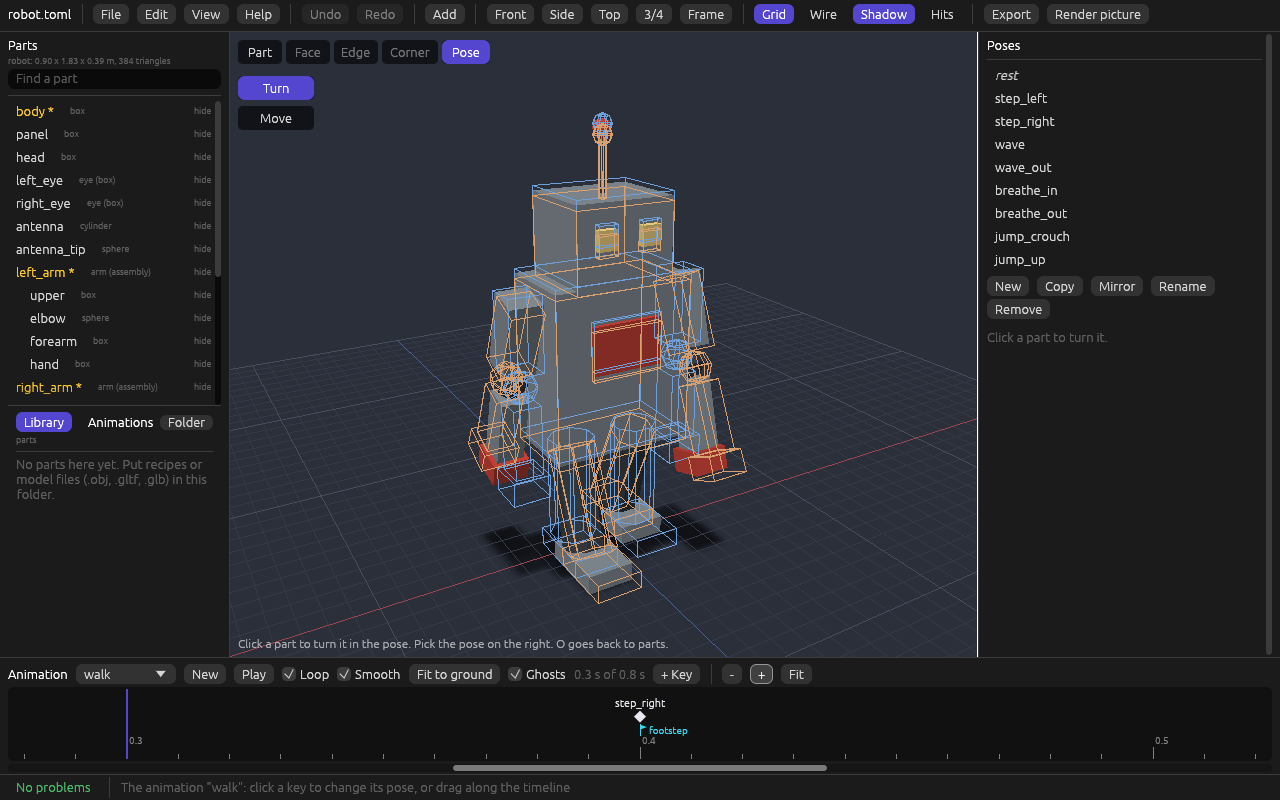 robot.toml File Edit View Help Undo Redo Add Front Side Top 3/4 Frame Grid Wire Shadow Hits Export Render picture
Parts
robot: 0.90 x 1.83 x 0.39 m, 384 triangles
Find a part
body * box hide
panel box hide
head box hide
left_eye eye (box) hide
right_eye eye (box) hide
antenna cylinder hide
antenna_tip sphere hide
left_arm * arm (assembly) hide
upper box hide
elbow sphere hide
forearm box hide
hand box hide
right_arm * arm (assembly) hide
Library Animations Folder
parts
No parts here yet. Put recipes or
model files (.obj, .gltf, .glb) in this
folder.
Part Face Edge Corner Pose
Turn
Move
Click a part to turn it in the pose. Pick the pose on the right. O goes back to parts.
Poses
rest
step_left
step_right
wave
wave_out
breathe_in
breathe_out
jump_crouch
jump_up
New Copy Mirror Rename
Remove
Click a part to turn it.
Animation walk New Play Loop Smooth Fit to ground Ghosts 0.3 s of 0.8 s + Key - + Fit
step_right
footstep
0.3 0.4 0.5
No problems The animation "walk": click a key to change its pose, or drag along the timeline